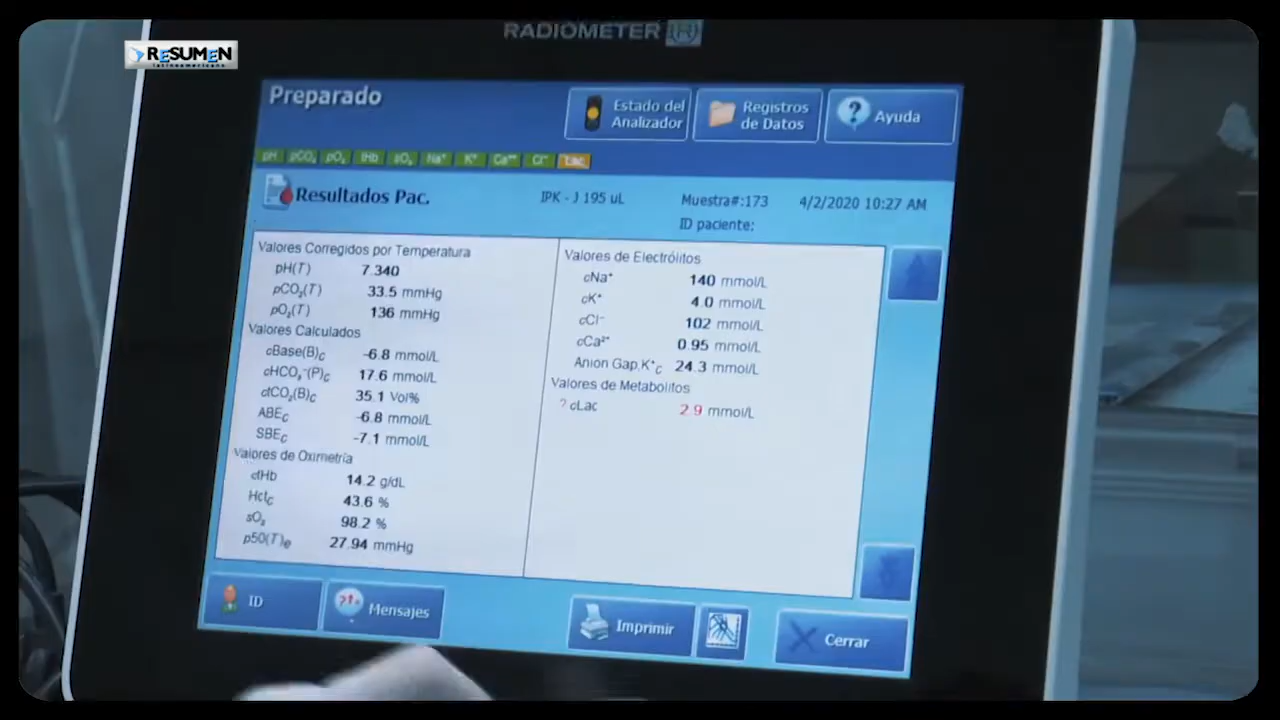 RADIOMETER R
RESUMEN
latinoamericano
Preparado
Estado del
Analizador
Registros
de Datos
Ayuda
pH pCO₂ pO₂ tHb sO₂ Na⁺ K⁺ Ca⁺⁺ Cl⁻ Lac
Resultados Pac.
IPK - J 195 uL
Muestra#:173
4/2/2020 10:27 AM
ID paciente:
Valores Corregidos por Temperatura
pH(T) 7.340
pCO₂(T) 33.5 mmHg
pO₂(T) 136 mmHg
Valores Calculados
cBase(B)c -6.8 mmol/L
cHCO₃⁻(P)c 17.6 mmol/L
ctCO₂(B)c 35.1 Vol%
ABEc -6.8 mmol/L
SBEc -7.1 mmol/L
Valores de Oximetría
ctHb 14.2 g/dL
Hctc 43.6 %
sO₂ 98.2 %
p50(T)e 27.94 mmHg
Valores de Electrólitos
cNa⁺ 140 mmol/L
cK⁺ 4.0 mmol/L
cCl⁻ 102 mmol/L
cCa²⁺ 0.95 mmol/L
Anion Gap,K⁺c 24.3 mmol/L
Valores de Metabolitos
? cLac 2.9 mmol/L
ID
Mensajes
Imprimir
Cerrar